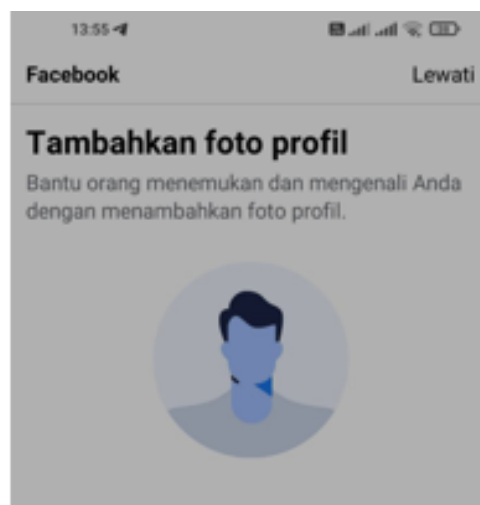 13:55
Facebook
Lewati
Tambahkan foto profil
Bantu orang menemukan dan mengenali Anda
dengan menambahkan foto profil.